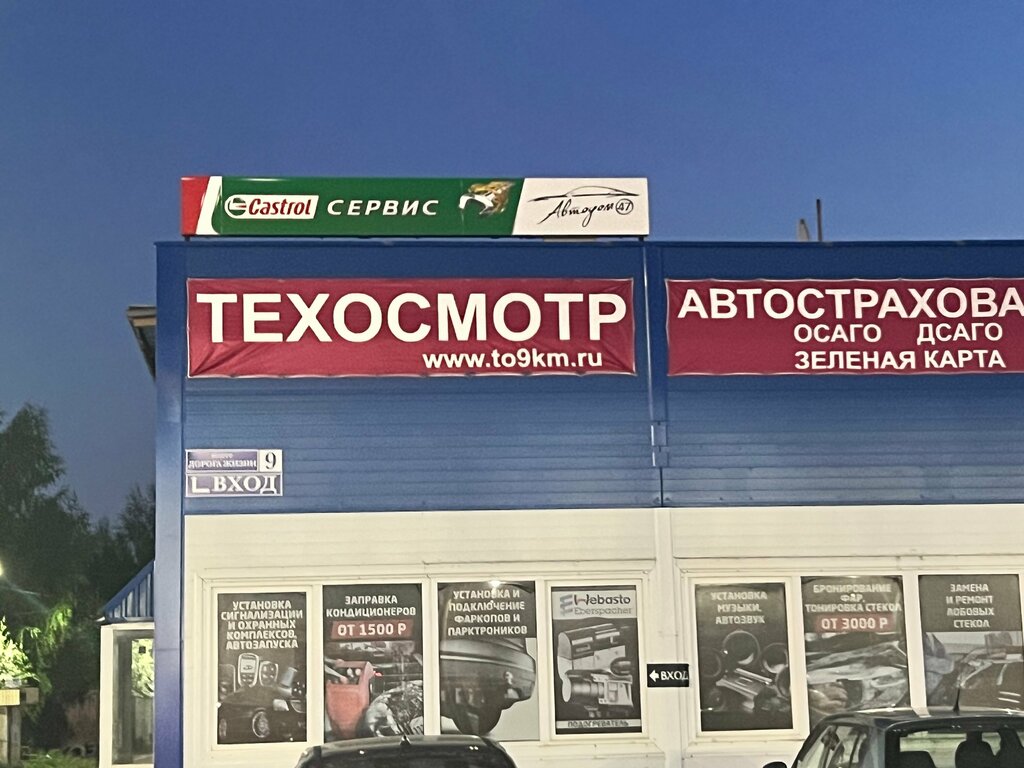 Castrol СЕРВИС
Автодом 47
ТЕХОСМОТР
www.to9km.ru
АВТОСТРАХОВА
ОСАГО ДСАГО
ЗЕЛЕНАЯ КАРТА
ДОРОГА ЖИЗНИ 9
ВХОД
УСТАНОВКА
СИГНАЛИЗАЦИИ
И ОХРАННЫХ
КОМПЛЕКСОВ,
АВТОЗАПУСКА
ЗАПРАВКА
КОНДИЦИОНЕРОВ
ОТ 1500 Р
УСТАНОВКА И
ПОДКЛЮЧЕНИЕ
ФАРКОПОВ И
ПАРКТРОНИКОВ
Webasto
Eberspächer
ПОДОГРЕВАТЕЛЬ
ВХОД
УСТАНОВКА
МУЗЫКИ,
АВТОЗВУК
БРОНИРОВАНИЕ
ФАР,
ТОНИРОВКА СТЕКОЛ
ОТ 3000 Р
ЗАМЕНА
И РЕМОНТ
ЛОБОВЫХ
СТЕКОЛ